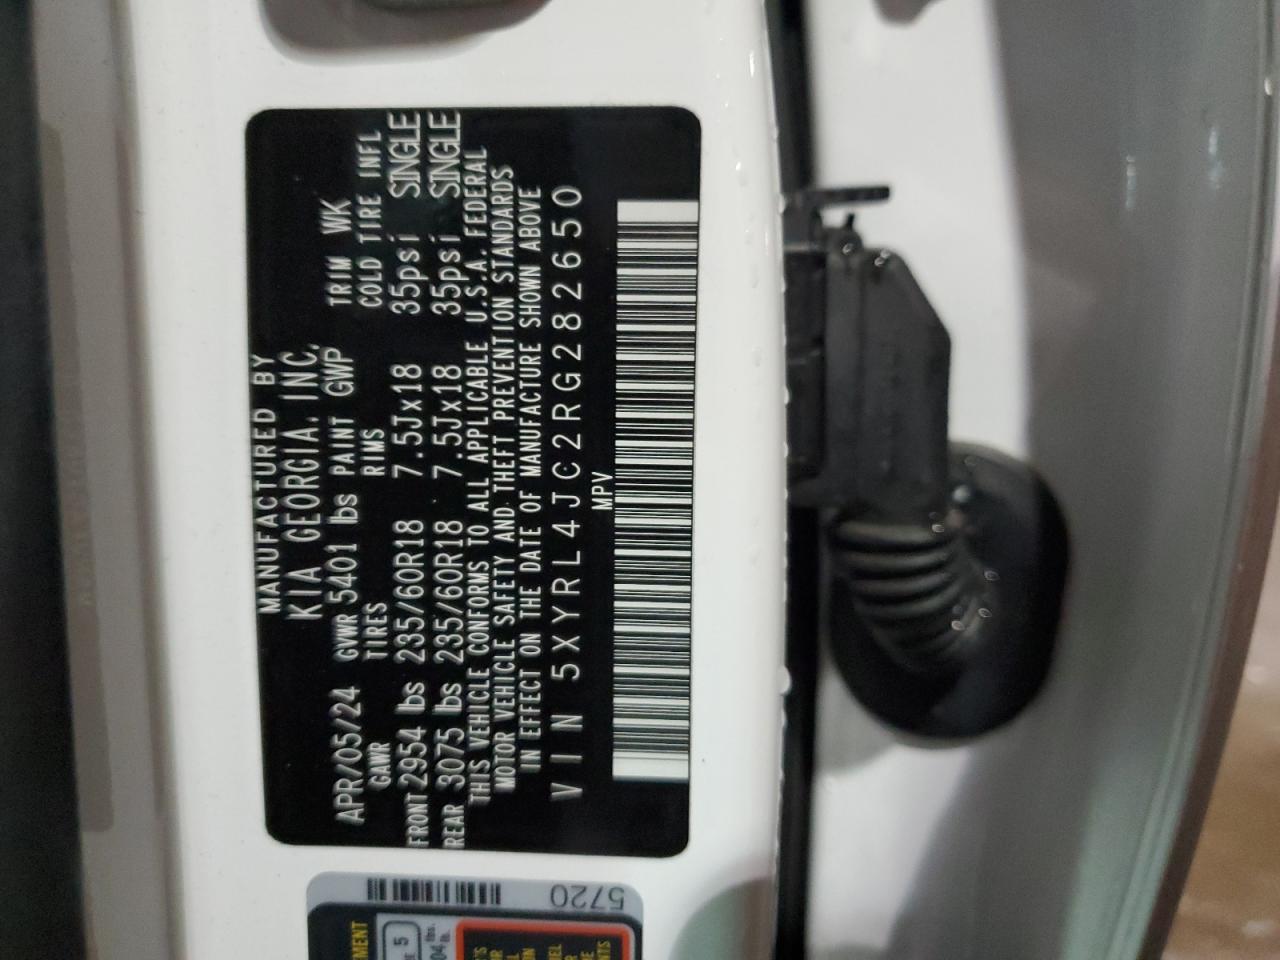 MANUFACTURED BY
KIA GEORGIA, INC.
APR/05/24 GVWR 5401 lbs PAINT GWP TRIM WK
GAWR TIRES RIMS COLD TIRE INFL
FRONT 2954 lbs 235/60R18 7.5Jx18 35psi SINGLE
REAR 3075 lbs 235/60R18 7.5Jx18 35psi SINGLE
THIS VEHICLE CONFORMS TO ALL APPLICABLE U.S.A. FEDERAL
MOTOR VEHICLE SAFETY AND THEFT PREVENTION STANDARDS
IN EFFECT ON THE DATE OF MANUFACTURE SHOWN ABOVE
VIN 5XYRL4JC2RG282650
MPV
5720
5